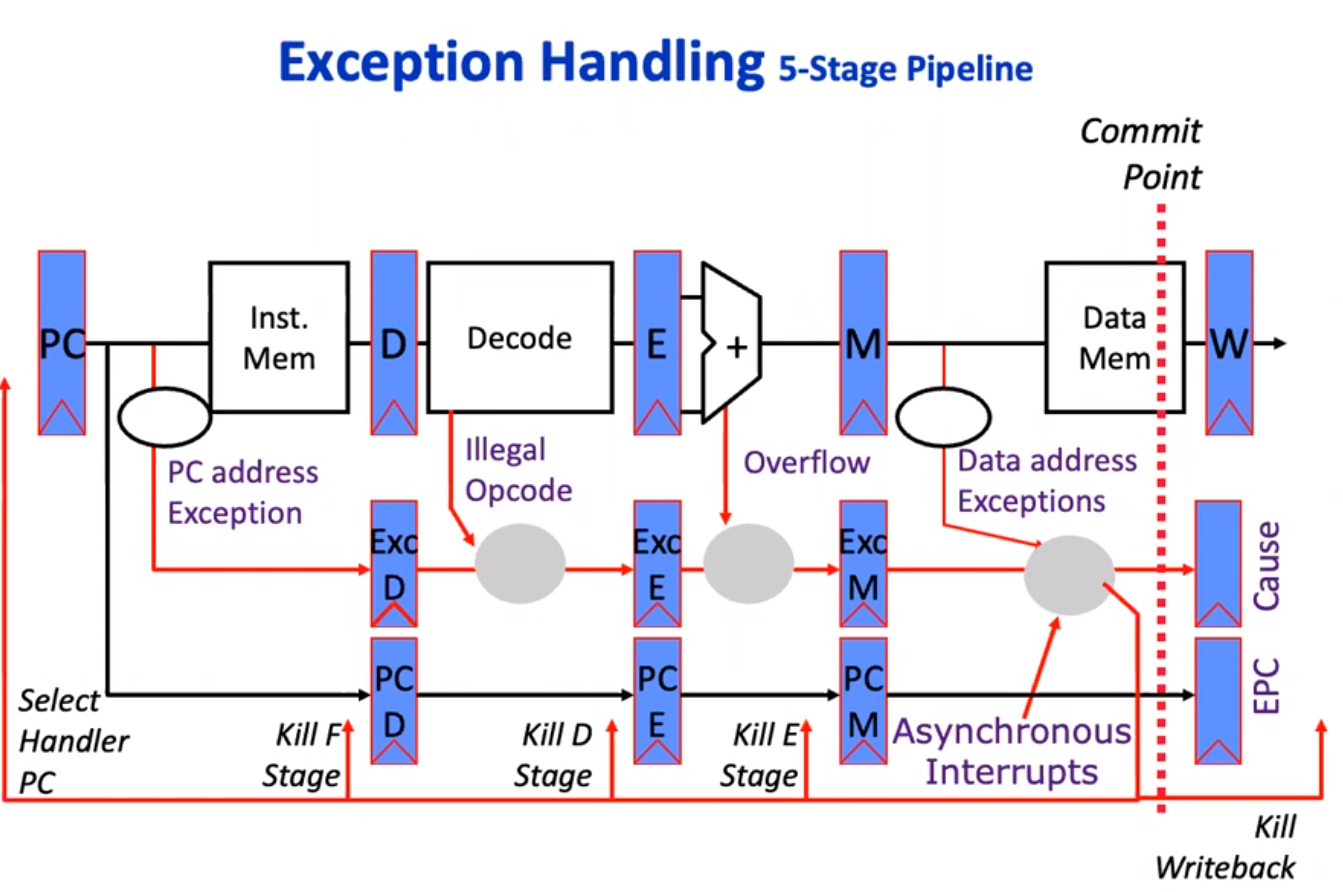 Exception Handling 5-Stage Pipeline
Commit
Point
PC
Inst.
Mem
D
Decode
E
+
M
Data
Mem
W
PC address
Exception
Illegal
Opcode
Overflow
Data address
Exceptions
Exc
D
Exc
E
Exc
M
Cause
PC
D
PC
E
PC
M
EPC
Select
Handler
PC
Kill F
Stage
Kill D
Stage
Kill E
Stage
Asynchronous
Interrupts
Kill
Writeback